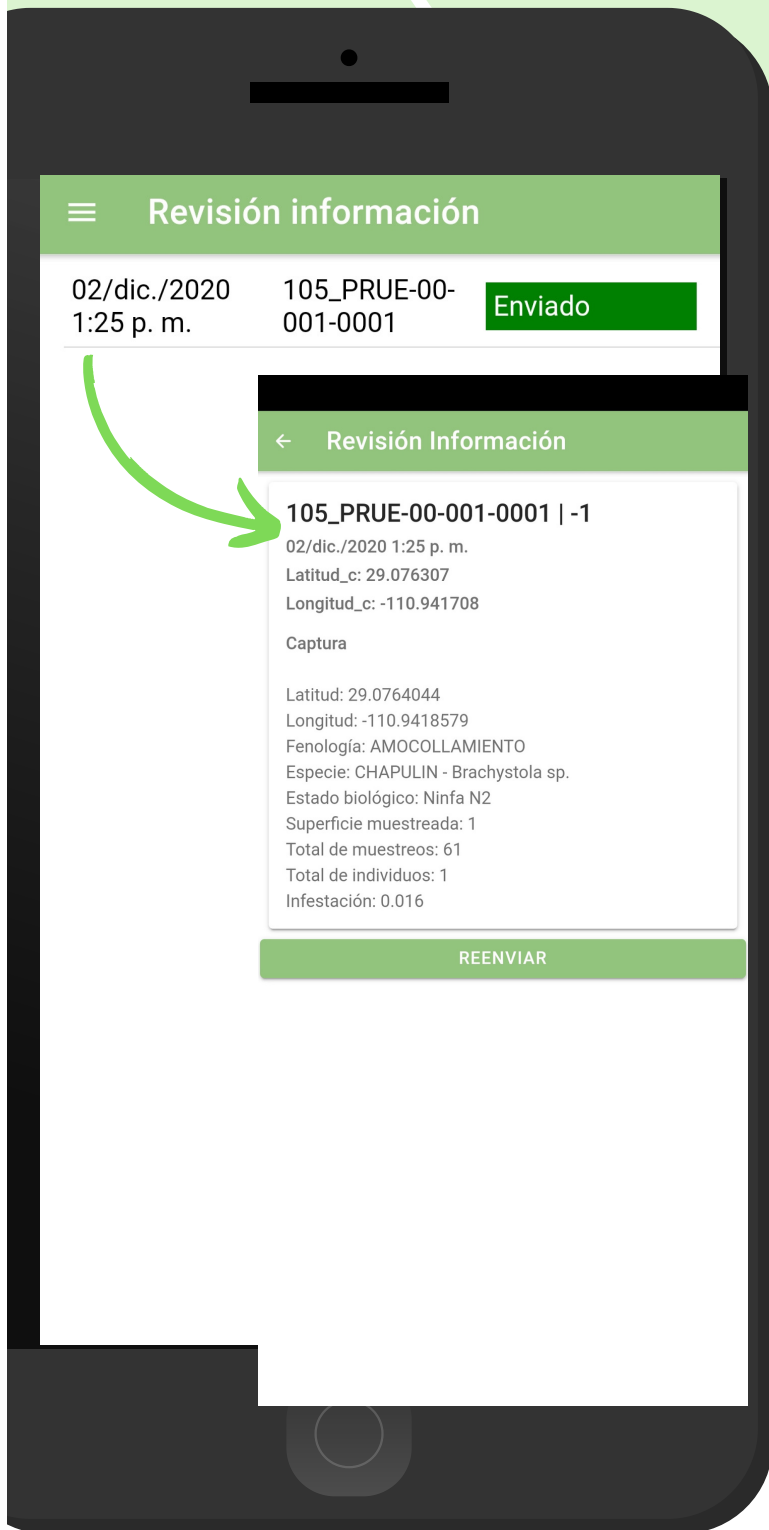 Revisión información
02/dic./2020
1:25 p. m.
105_PRUE-00-
001-0001
Enviado
Revisión Información
105_PRUE-00-001-0001 | -1
02/dic./2020 1:25 p. m.
Latitud_c: 29.076307
Longitud_c: -110.941708
Captura
Latitud: 29.0764044
Longitud: -110.9418579
Fenología: AMOCOLLAMIENTO
Especie: CHAPULIN - Brachystola sp.
Estado biológico: Ninfa N2
Superficie muestreada: 1
Total de muestreos: 61
Total de individuos: 1
Infestación: 0.016
REENVIAR